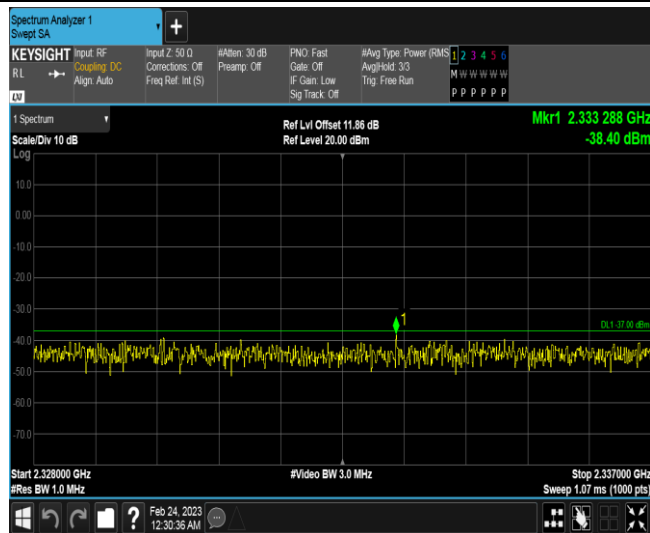 Spectrum Analyzer 1
Swept SA
+
KEYSIGHT
RL
LXI
Input: RF
Coupling: DC
Align: Auto
Input Z: 50 Ω
Corrections: Off
Freq Ref: Int (S)
#Atten: 30 dB
Preamp: Off
PNO: Fast
Gate: Off
IF Gain: Low
Sig Track: Off
#Avg Type: Power (RMS
Avg|Hold: 3/3
Trig: Free Run
1 2 3 4 5 6
M W W W W W
P P P P P P
1 Spectrum
Scale/Div 10 dB
Ref Lvl Offset 11.86 dB
Ref Level 20.00 dBm
Mkr1 2.333 288 GHz
-38.40 dBm
Log
10.0
0.00
-10.0
-20.0
-30.0
1
DL1 -37.00 dBm
-40.0
-50.0
-60.0
-70.0
Start 2.328000 GHz
#Res BW 1.0 MHz
#Video BW 3.0 MHz
Stop 2.337000 GHz
Sweep 1.07 ms (1000 pts)
?
Feb 24, 2023
12:30:36 AM